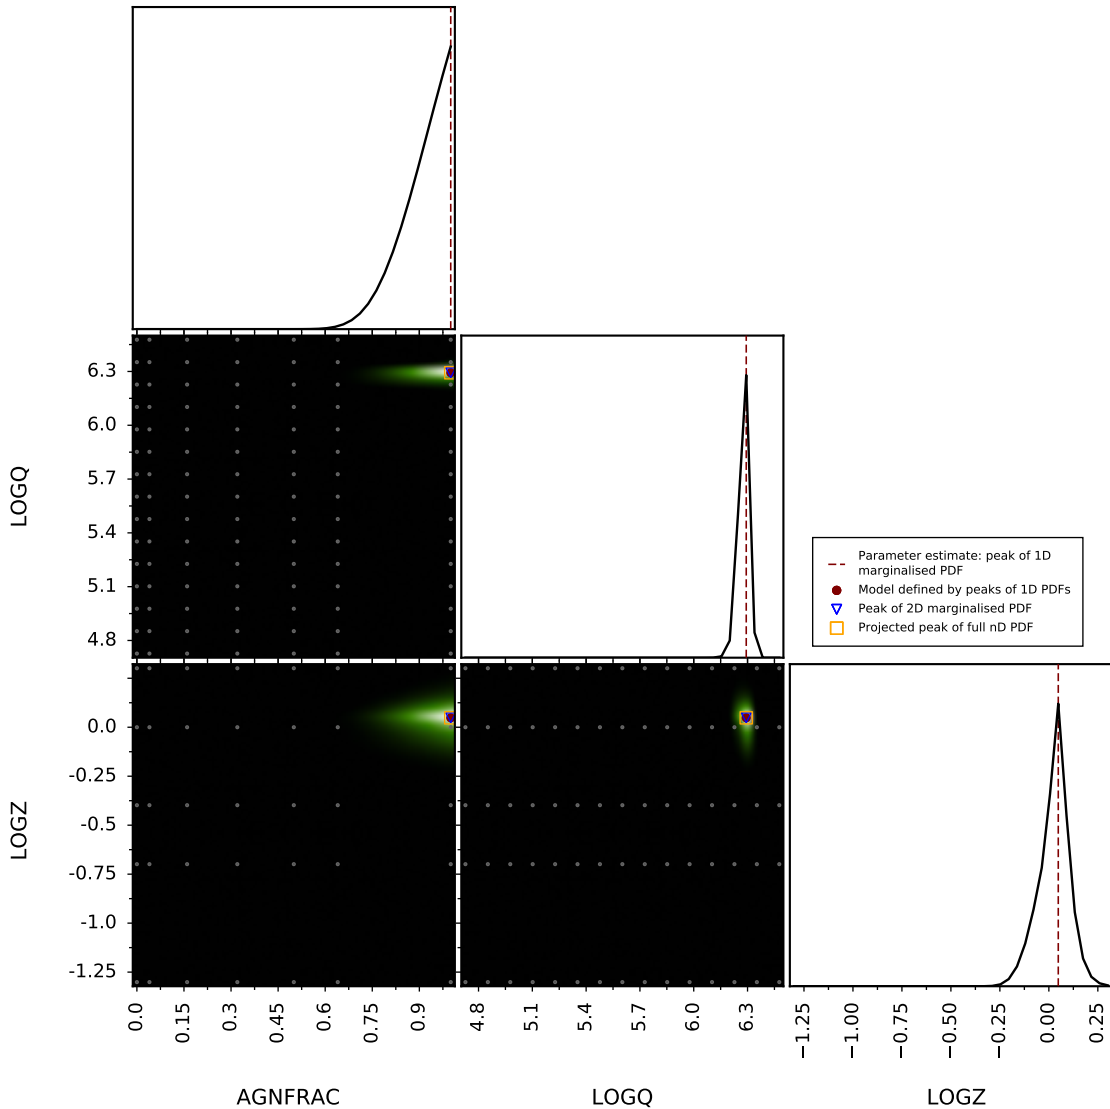 6.3
6.0
5.7
5.4
5.1
4.8
LOGQ
Parameter estimate: peak of 1D
marginalised PDF
Model defined by peaks of 1D PDFs
Peak of 2D marginalised PDF
Projected peak of full nD PDF
0.0
-0.25
-0.5
-0.75
-1.0
-1.25
LOGZ
0.0 0.15 0.3 0.45 0.6 0.75 0.9
4.8 5.1 5.4 5.7 6.0 6.3
−1.25 −1.00 −0.75 −0.50 −0.25 0.00 0.25
AGNFRAC LOGQ LOGZ